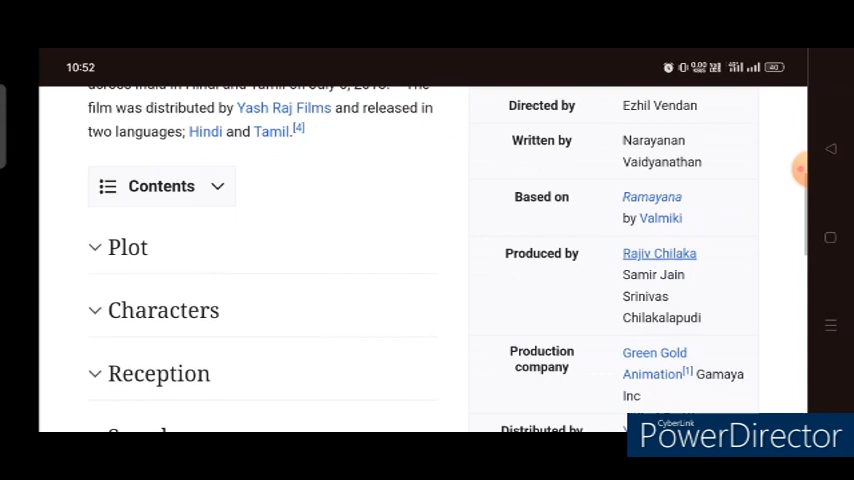 10:52
film was distributed by Yash Raj Films and released in
two languages; Hindi and Tamil.[4]
Contents
Plot
Characters
Reception
Directed by Ezhil Vendan
Written by Narayanan
Vaidyanathan
Based on Ramayana
by Valmiki
Produced by Rajiv Chilaka
Samir Jain
Srinivas
Chilakalapudi
Production Green Gold
company Animation[1] Gamaya
Inc
Distributed by
CyberLink
PowerDirector